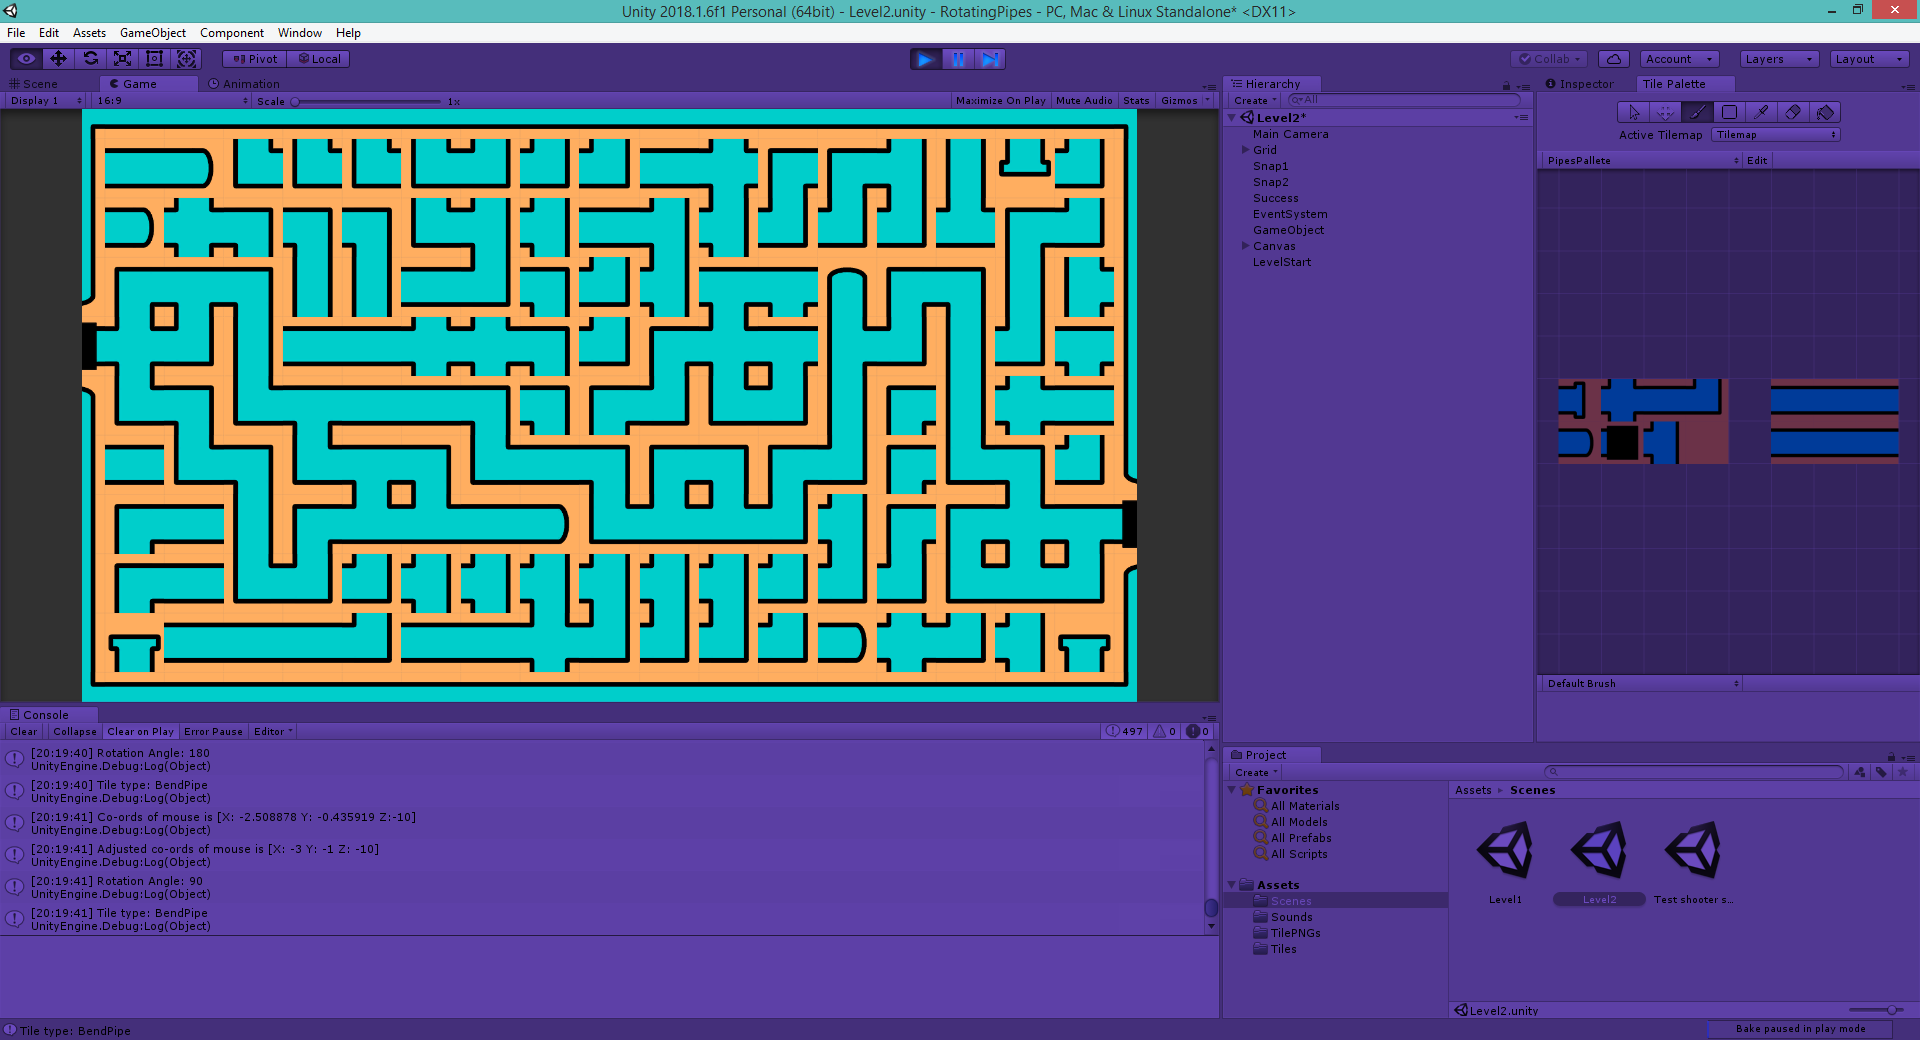 Unity 2018.1.6f1 Personal (64bit) - Level2.unity - RotatingPipes - PC, Mac & Linux Standalone* <DX11>
File Edit Assets GameObject Component Window Help
Pivot Local Collab Account Layers Layout
Scene Game Animation
Display 1 16:9 Scale 1x Maximize On Play Mute Audio Stats Gizmos
Hierarchy
Create All
Level2*
Main Camera
Grid
Snap1
Snap2
Success
EventSystem
GameObject
Canvas
LevelStart
Inspector Tile Palette
Active Tilemap Tilemap
PipesPallete Edit
Default Brush
Console
Clear Collapse Clear on Play Error Pause Editor 497 0 0
[20:19:40] Rotation Angle: 180
UnityEngine.Debug:Log(Object)
[20:19:40] Tile type: BendPipe
UnityEngine.Debug:Log(Object)
[20:19:41] Co-ords of mouse is [X: -2.508878 Y: -0.435919 Z:-10]
UnityEngine.Debug:Log(Object)
[20:19:41] Adjusted co-ords of mouse is [X: -3 Y: -1 Z: -10]
UnityEngine.Debug:Log(Object)
[20:19:41] Rotation Angle: 90
UnityEngine.Debug:Log(Object)
[20:19:41] Tile type: BendPipe
UnityEngine.Debug:Log(Object)
Project
Create
Favorites
All Materials
All Models
All Prefabs
All Scripts
Assets
Scenes
Sounds
TilePNGs
Tiles
Assets Scenes
Level1 Level2 Test shooter s...
Level2.unity
Tile type: BendPipe
Bake paused in play mode